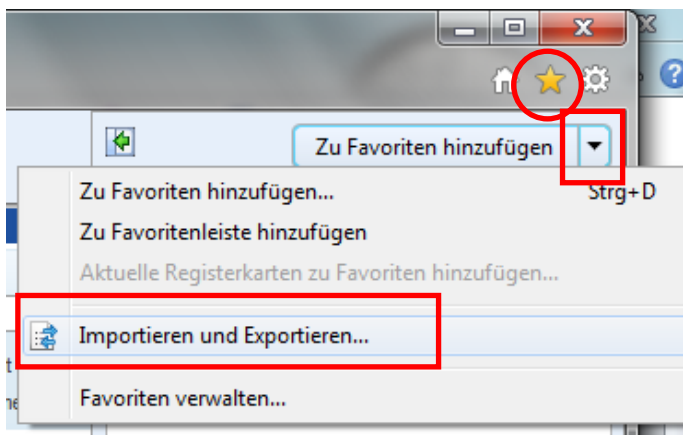 Zu Favoriten hinzufügen
Zu Favoriten hinzufügen... Strg+D
Zu Favoritenleiste hinzufügen
Aktuelle Registerkarten zu Favoriten hinzufügen...
Importieren und Exportieren...
Favoriten verwalten...